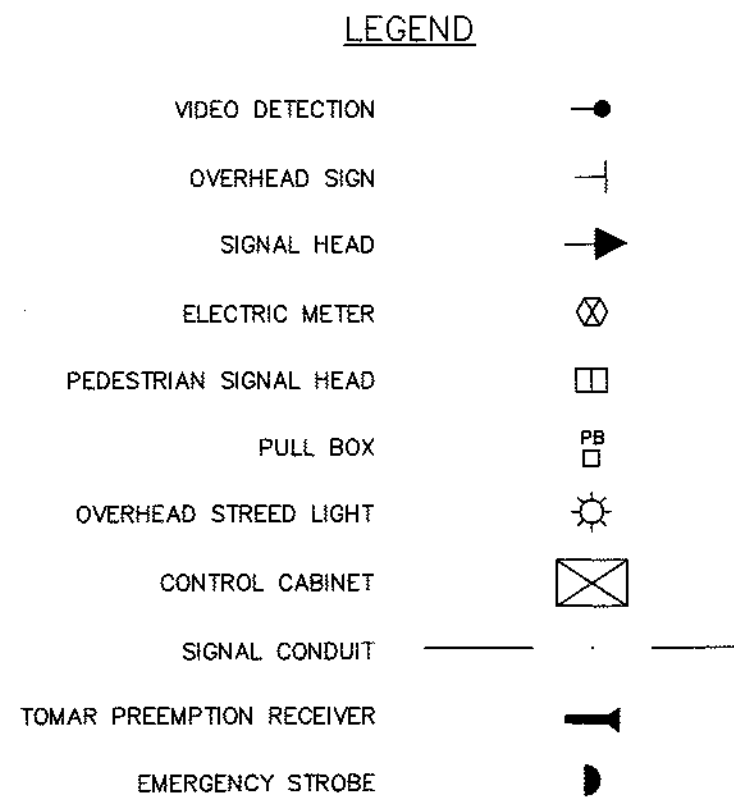 LEGEND
VIDEO DETECTION
OVERHEAD SIGN
SIGNAL HEAD
ELECTRIC METER
PEDESTRIAN SIGNAL HEAD
PB
PULL BOX
OVERHEAD STREED LIGHT
CONTROL CABINET
SIGNAL CONDUIT
TOMAR PREEMPTION RECEIVER
EMERGENCY STROBE